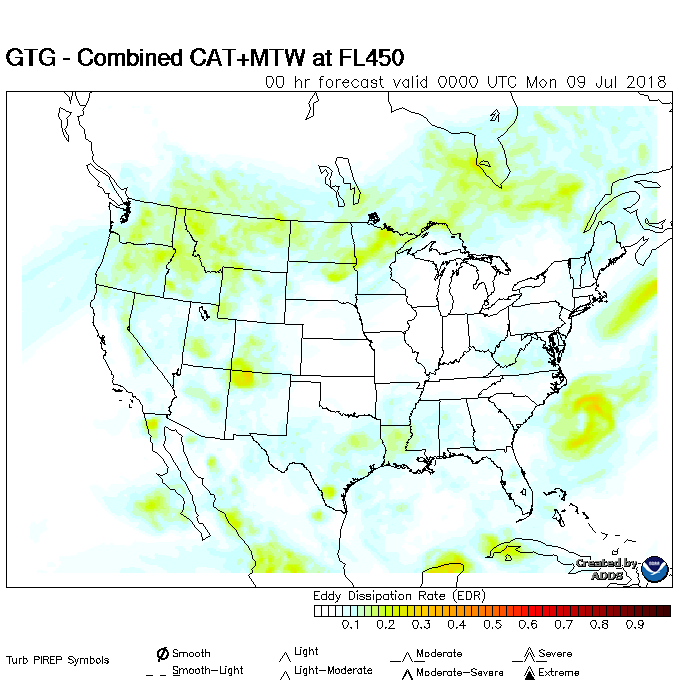 GTG - Combined CAT+MTW at FL450
00 hr forecast valid 0000 UTC Mon 09 Jul 2018
Created by
ADDS
Eddy Dissipation Rate (EDR)
0.1 0.2 0.3 0.4 0.5 0.6 0.7 0.8 0.9
Turb PIREP Symbols
Smooth Light Moderate Severe
Smooth-Light Light-Moderate Moderate-Severe Extreme